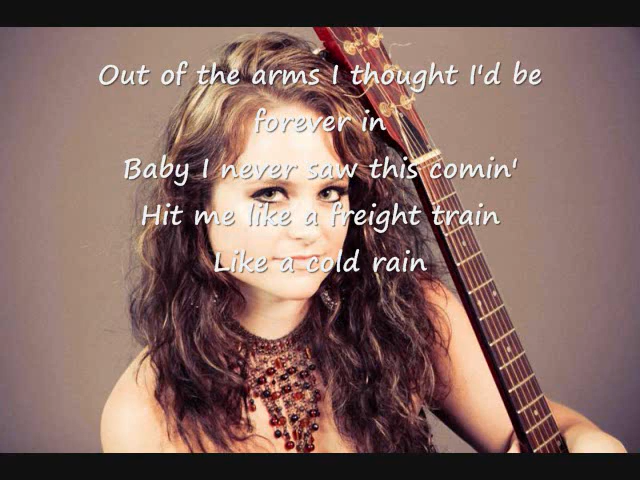 Out of the arms I thought I'd be
forever in
Baby I never saw this comin'
Hit me like a freight train
Like a cold rain